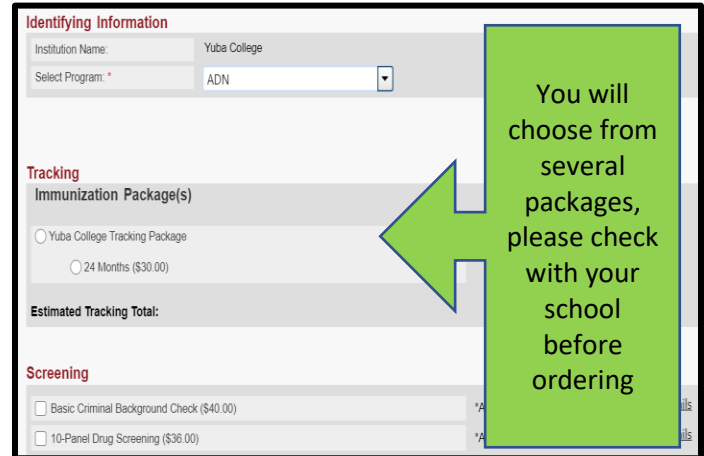 Identifying Information
Institution Name: Yuba College
Select Program: * ADN
Tracking
Immunization Package(s)
Yuba College Tracking Package
24 Months ($30.00)
Estimated Tracking Total:
Screening
Basic Criminal Background Check ($40.00) *A
10-Panel Drug Screening ($36.00) *A
You will
choose from
several
packages,
please check
with your
school
before
ordering